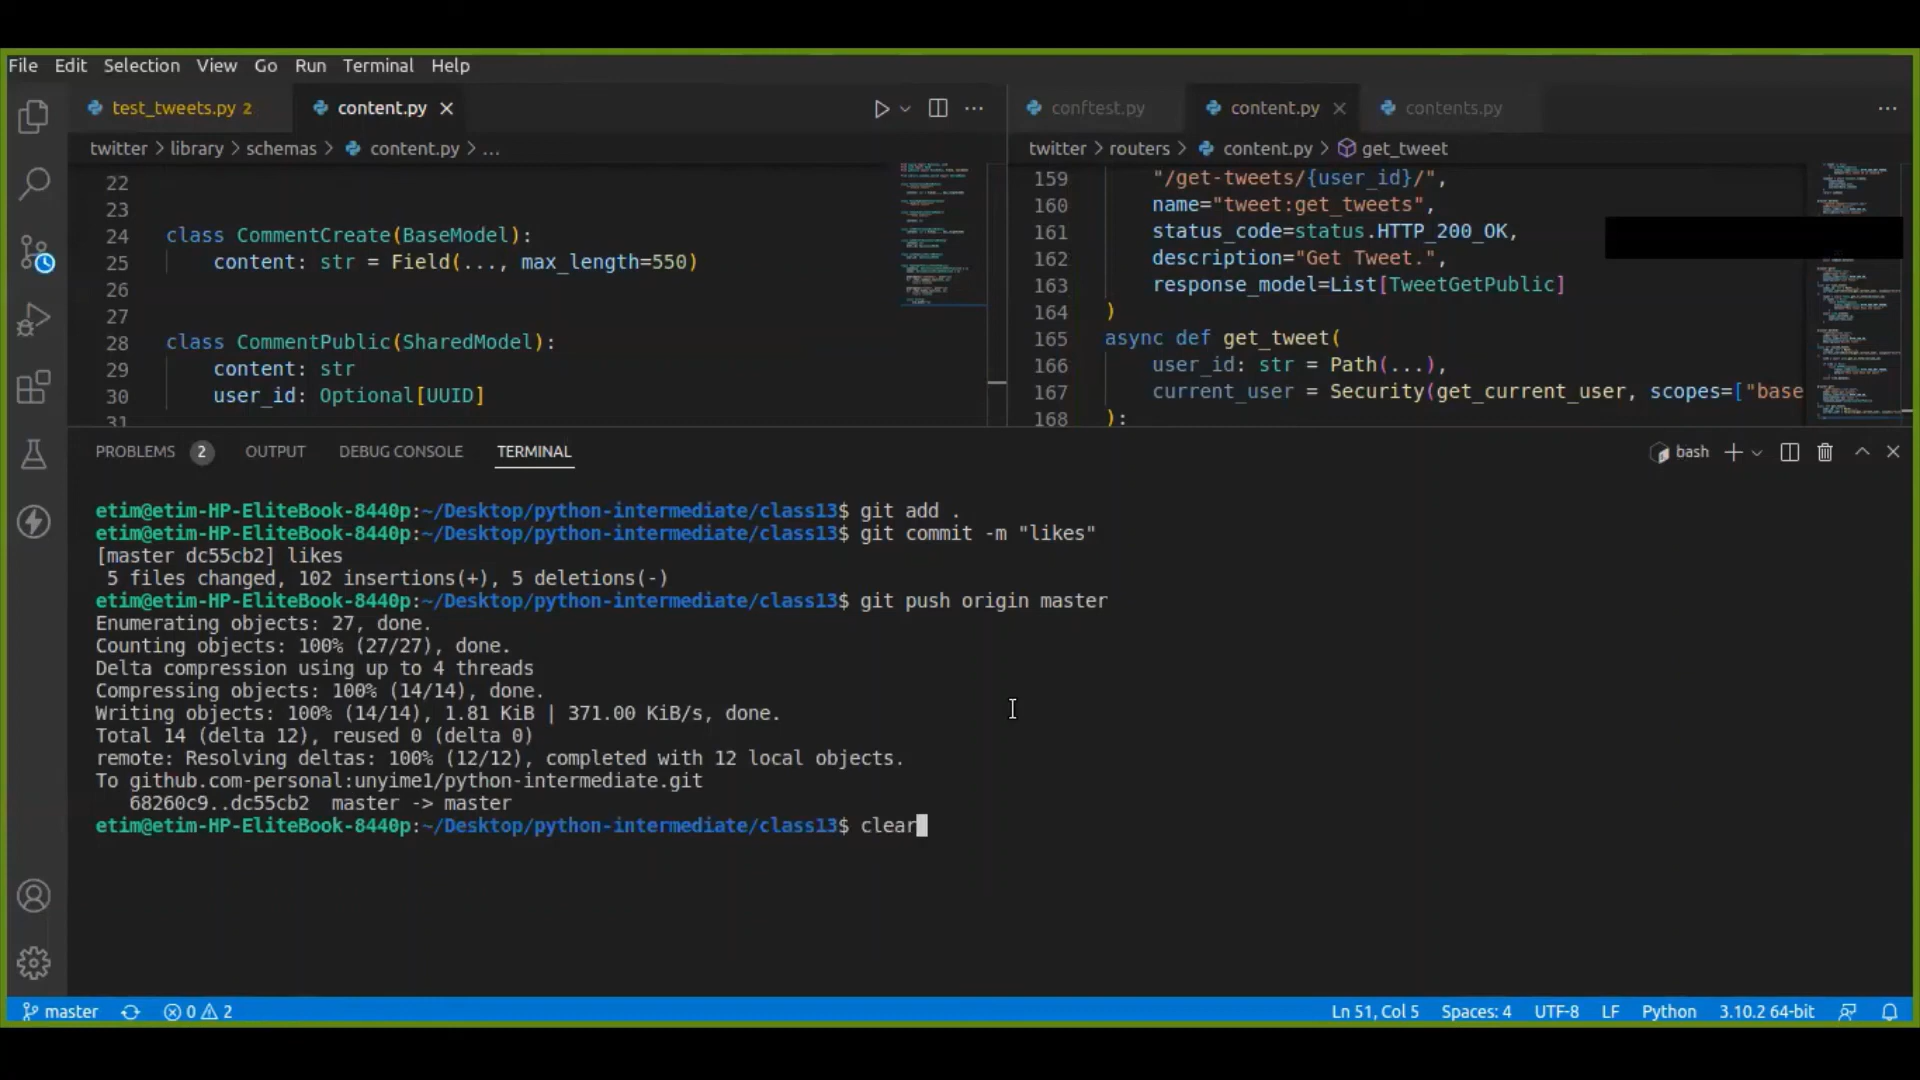 File Edit Selection View Go Run Terminal Help
test_tweets.py 2 content.py
conftest.py content.py contents.py
twitter > library > schemas > content.py > ...
twitter > routers > content.py > get_tweet
22
23
24 class CommentCreate(BaseModel):
25 content: str = Field(..., max_length=550)
26
27
28 class CommentPublic(SharedModel):
29 content: str
30 user_id: Optional[UUID]
31
159 "/get-tweets/{user_id}/",
160 name="tweet:get_tweets",
161 status_code=status.HTTP_200_OK,
162 description="Get Tweet.",
163 response_model=List[TweetGetPublic]
164 )
165 async def get_tweet(
166 user_id: str = Path(...),
167 current_user = Security(get_current_user, scopes=["base
168 ):
PROBLEMS 2 OUTPUT DEBUG CONSOLE TERMINAL
bash
etim@etim-HP-EliteBook-8440p:~/Desktop/python-intermediate/class13$ git add .
etim@etim-HP-EliteBook-8440p:~/Desktop/python-intermediate/class13$ git commit -m "likes"
[master dc55cb2] likes
5 files changed, 102 insertions(+), 5 deletions(-)
etim@etim-HP-EliteBook-8440p:~/Desktop/python-intermediate/class13$ git push origin master
Enumerating objects: 27, done.
Counting objects: 100% (27/27), done.
Delta compression using up to 4 threads
Compressing objects: 100% (14/14), done.
Writing objects: 100% (14/14), 1.81 KiB | 371.00 KiB/s, done.
Total 14 (delta 12), reused 0 (delta 0)
remote: Resolving deltas: 100% (12/12), completed with 12 local objects.
To github.com-personal:unyime1/python-intermediate.git
68260c9..dc55cb2 master -> master
etim@etim-HP-EliteBook-8440p:~/Desktop/python-intermediate/class13$ clear
master 0 2
Ln 51, Col 5 Spaces: 4 UTF-8 LF Python 3.10.2 64-bit